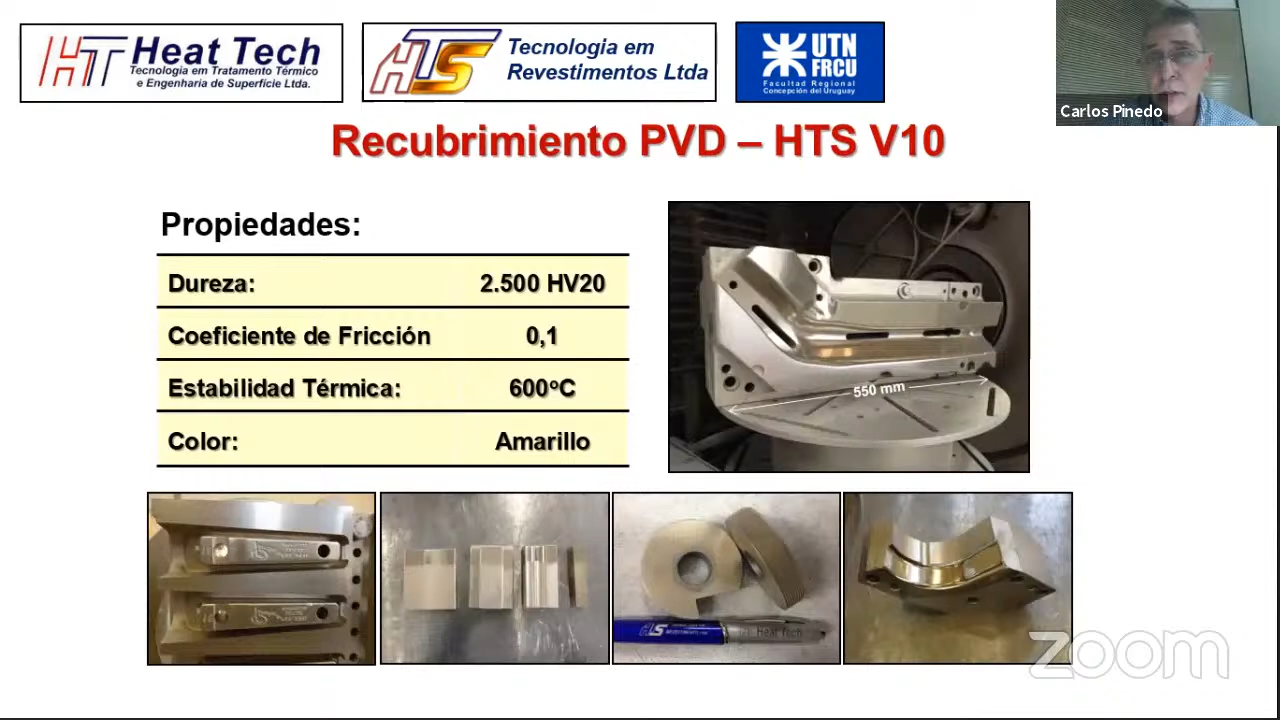 HT Heat Tech
Tecnologia em Tratamento Térmico
e Engenharia de Superfície Ltda.
HTS Tecnologia em
Revestimentos Ltda
UTN
FRCU
Facultad Regional
Concepción del Uruguay
Carlos Pinedo
Recubrimiento PVD – HTS V10
Propiedades:
Dureza: 2.500 HV20
Coeficiente de Fricción 0,1
Estabilidad Térmica: 600ºC
Color: Amarillo
550 mm
HTS
Heat Tech
zoom